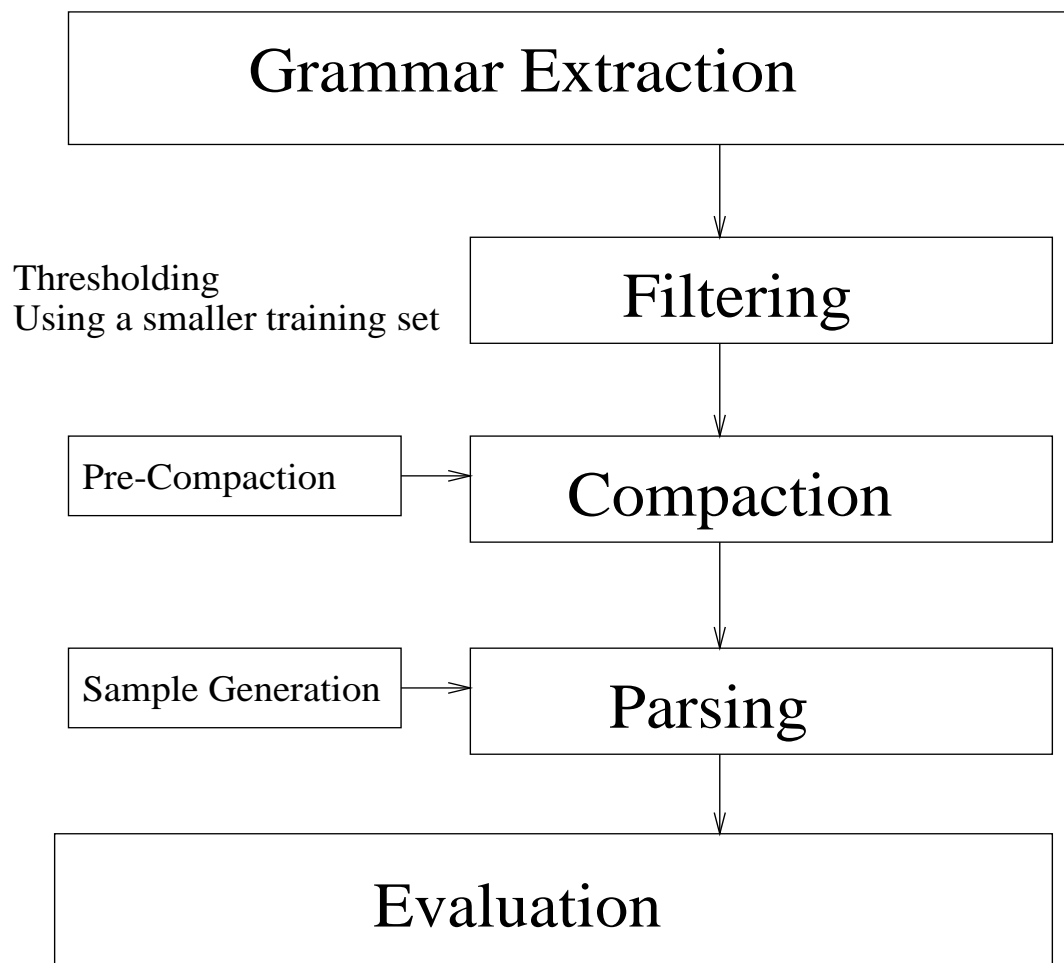 Grammar Extraction
Thresholding
Using a smaller training set
Filtering
Pre-Compaction
Compaction
Sample Generation
Parsing
Evaluation